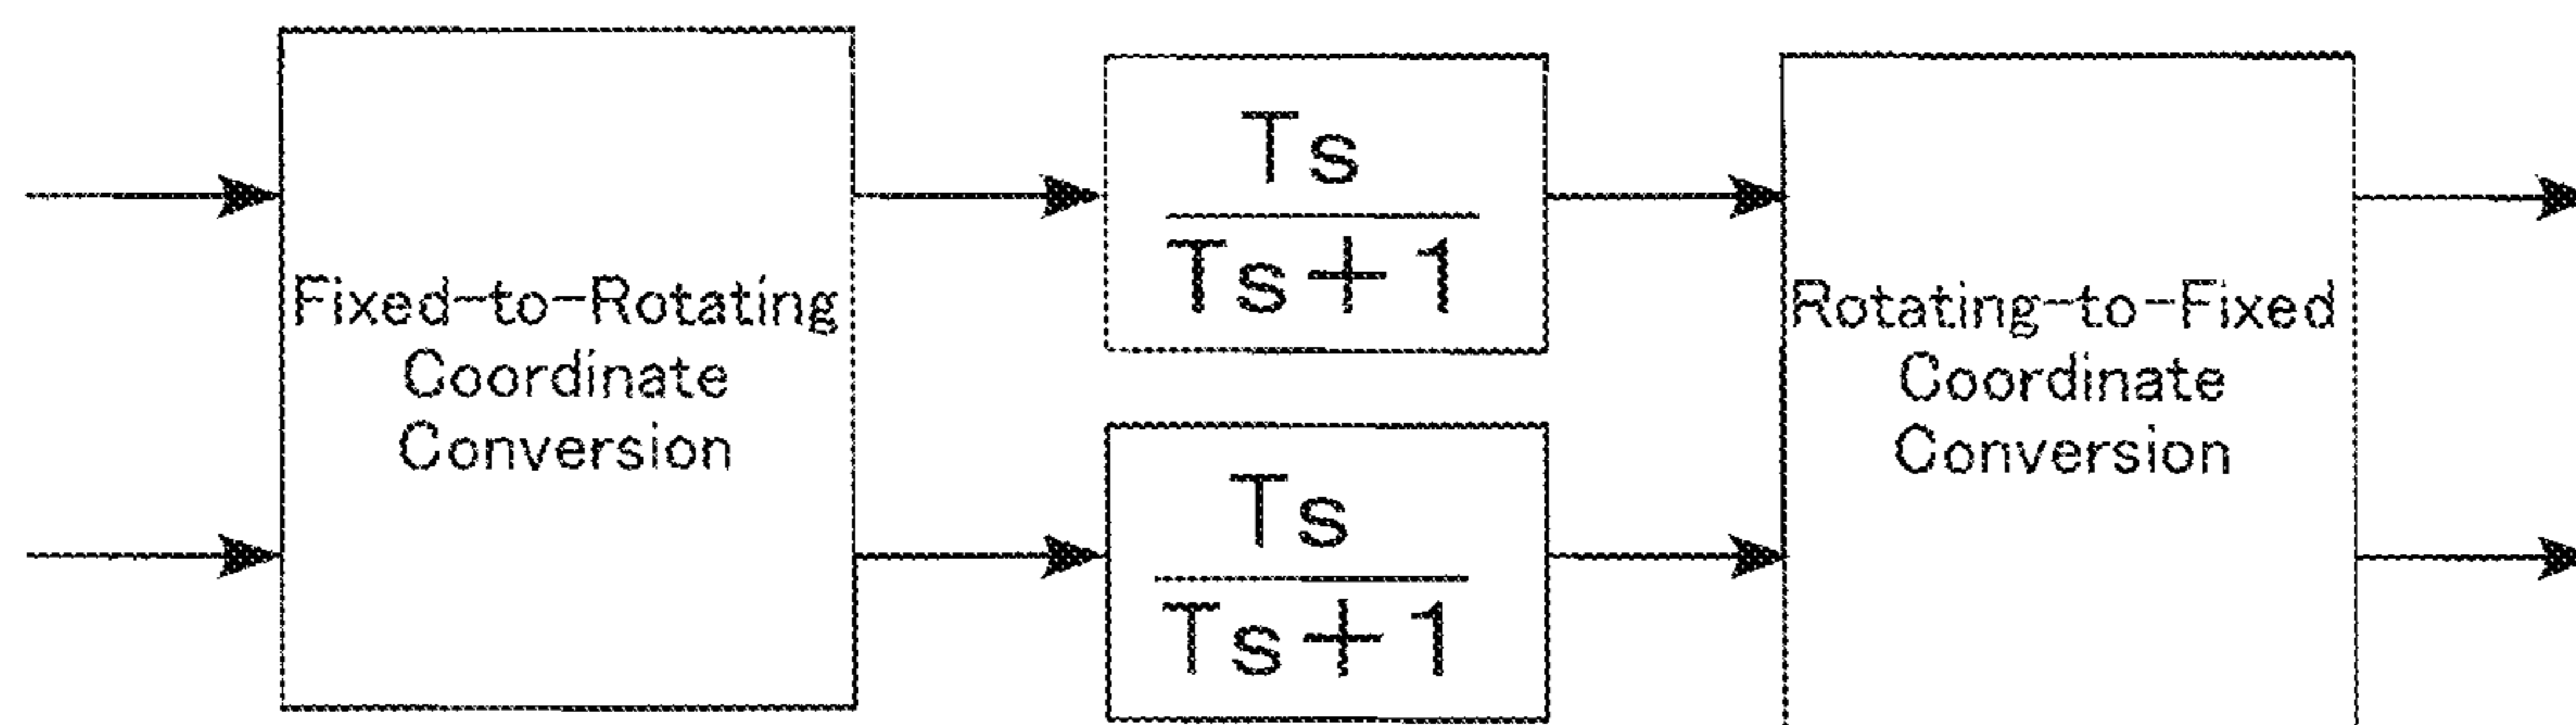 Fixed-to-Rotating
Coordinate
Conversion
Ts
Ts+1
Ts
Ts+1
Rotating-to-Fixed
Coordinate
Conversion